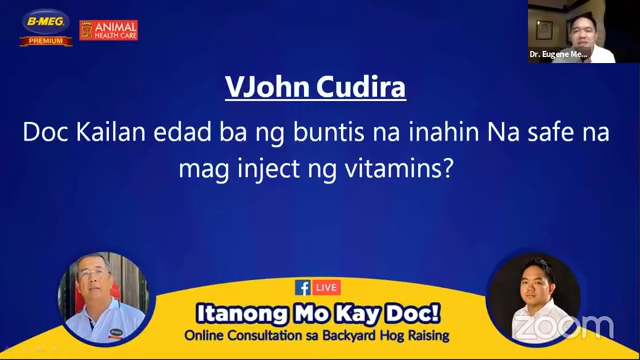 B-MEG.
PREMIUM
ANIMAL
HEALTH CARE
Dr. Eugene Me...
VJohn Cudira
Doc Kailan edad ba ng buntis na inahin Na safe na
mag inject ng vitamins?
LIVE
Itanong Mo Kay Doc!
Online Consultation sa Backyard Hog Raising
zoom